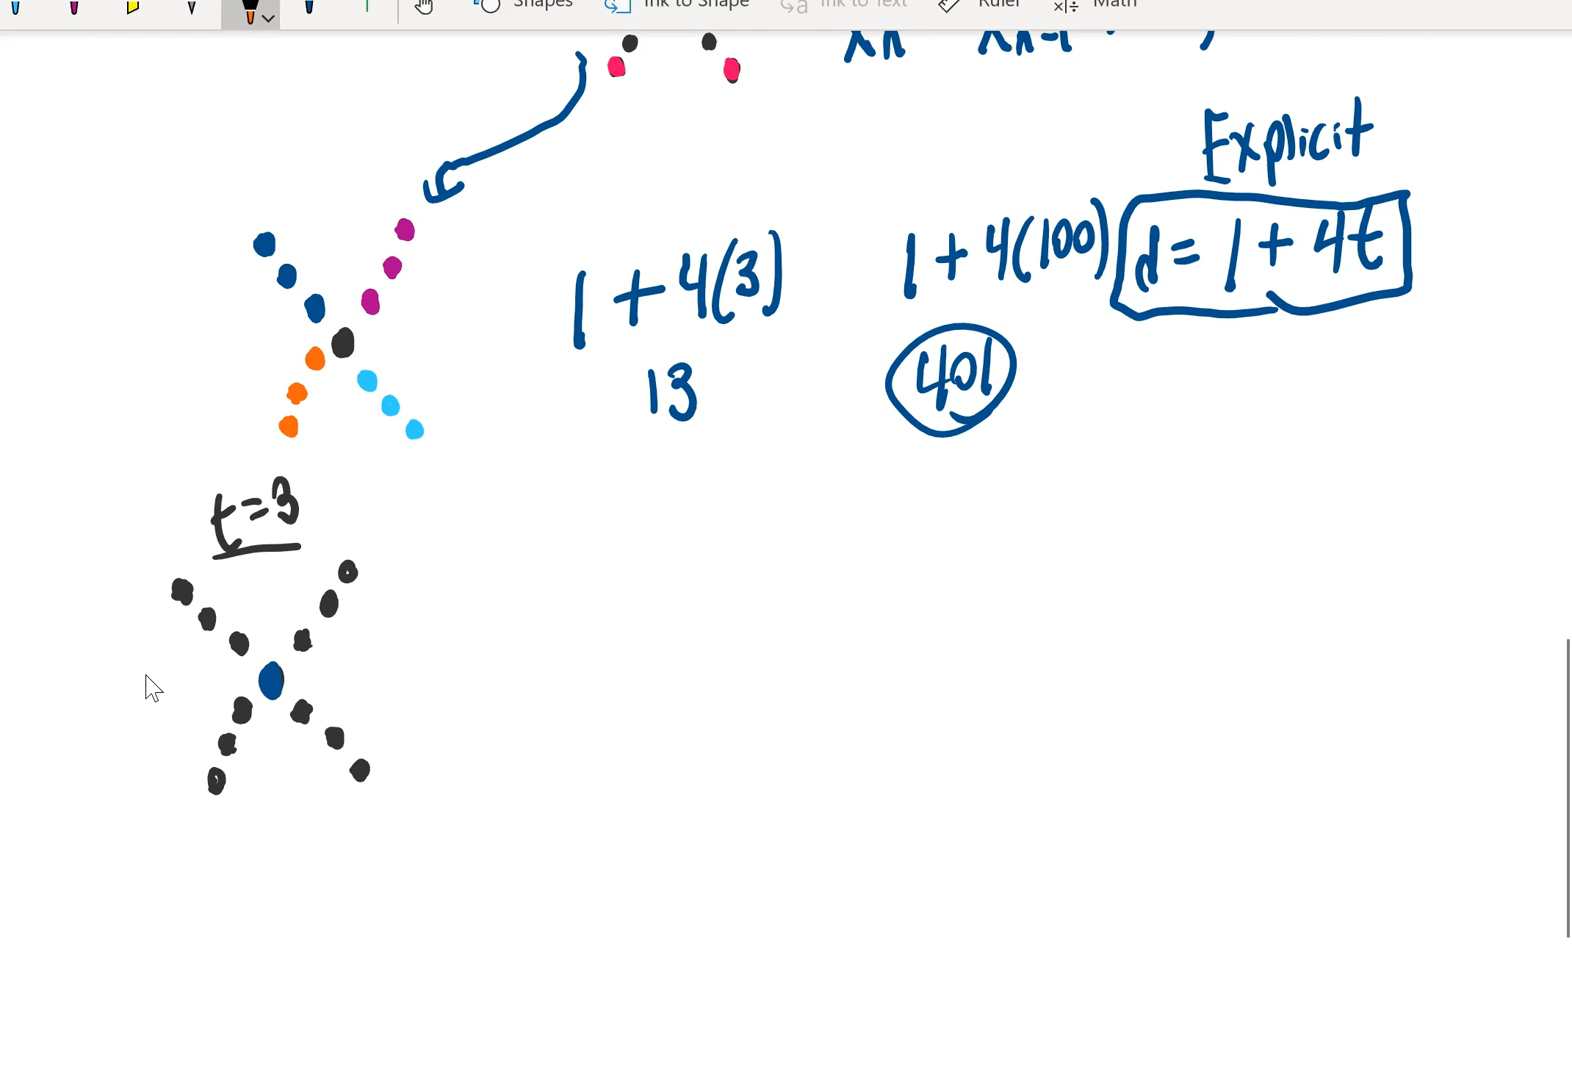 Shapes Ink to Shape Ink to Text Ruler Math
Explicit
1 + 4(3)
13
1 + 4(100)
401
d = 1 + 4t
t=3